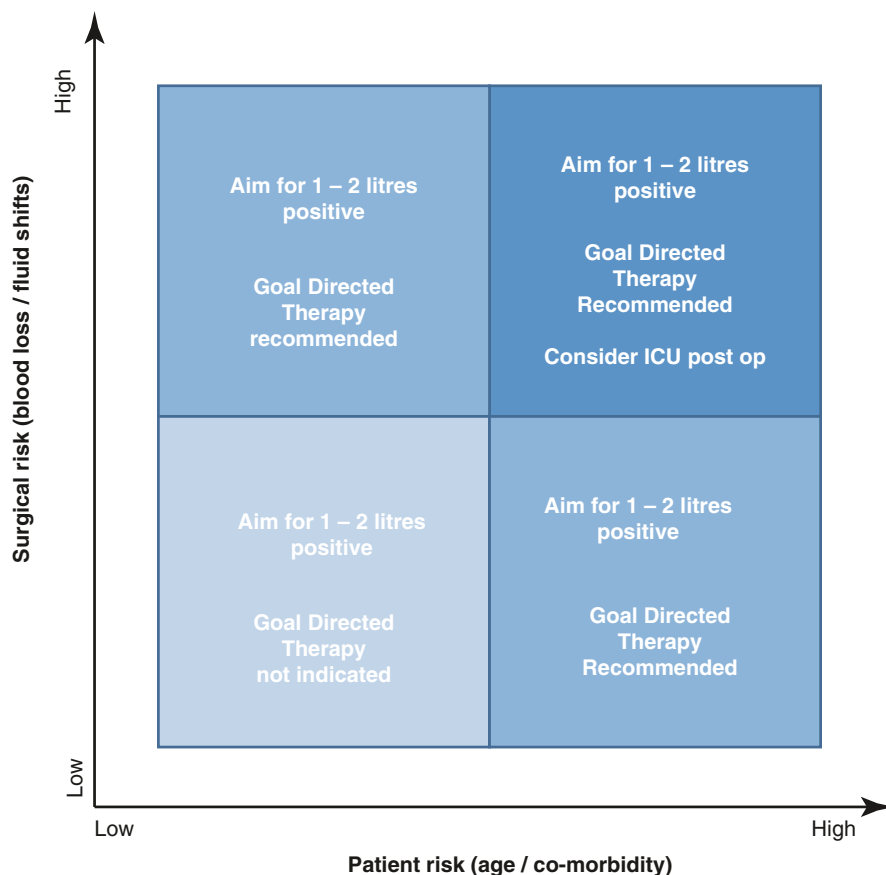 High
Surgical risk (blood loss / fluid shifts)
Low
Aim for 1 – 2 litres
positive
Goal Directed
Therapy
recommended
Aim for 1 – 2 litres
positive
Goal Directed
Therapy
Recommended
Consider ICU post op
Aim for 1 – 2 litres
positive
Goal Directed
Therapy
not indicated
Aim for 1 – 2 litres
positive
Goal Directed
Therapy
Recommended
Low
High
Patient risk (age / co-morbidity)